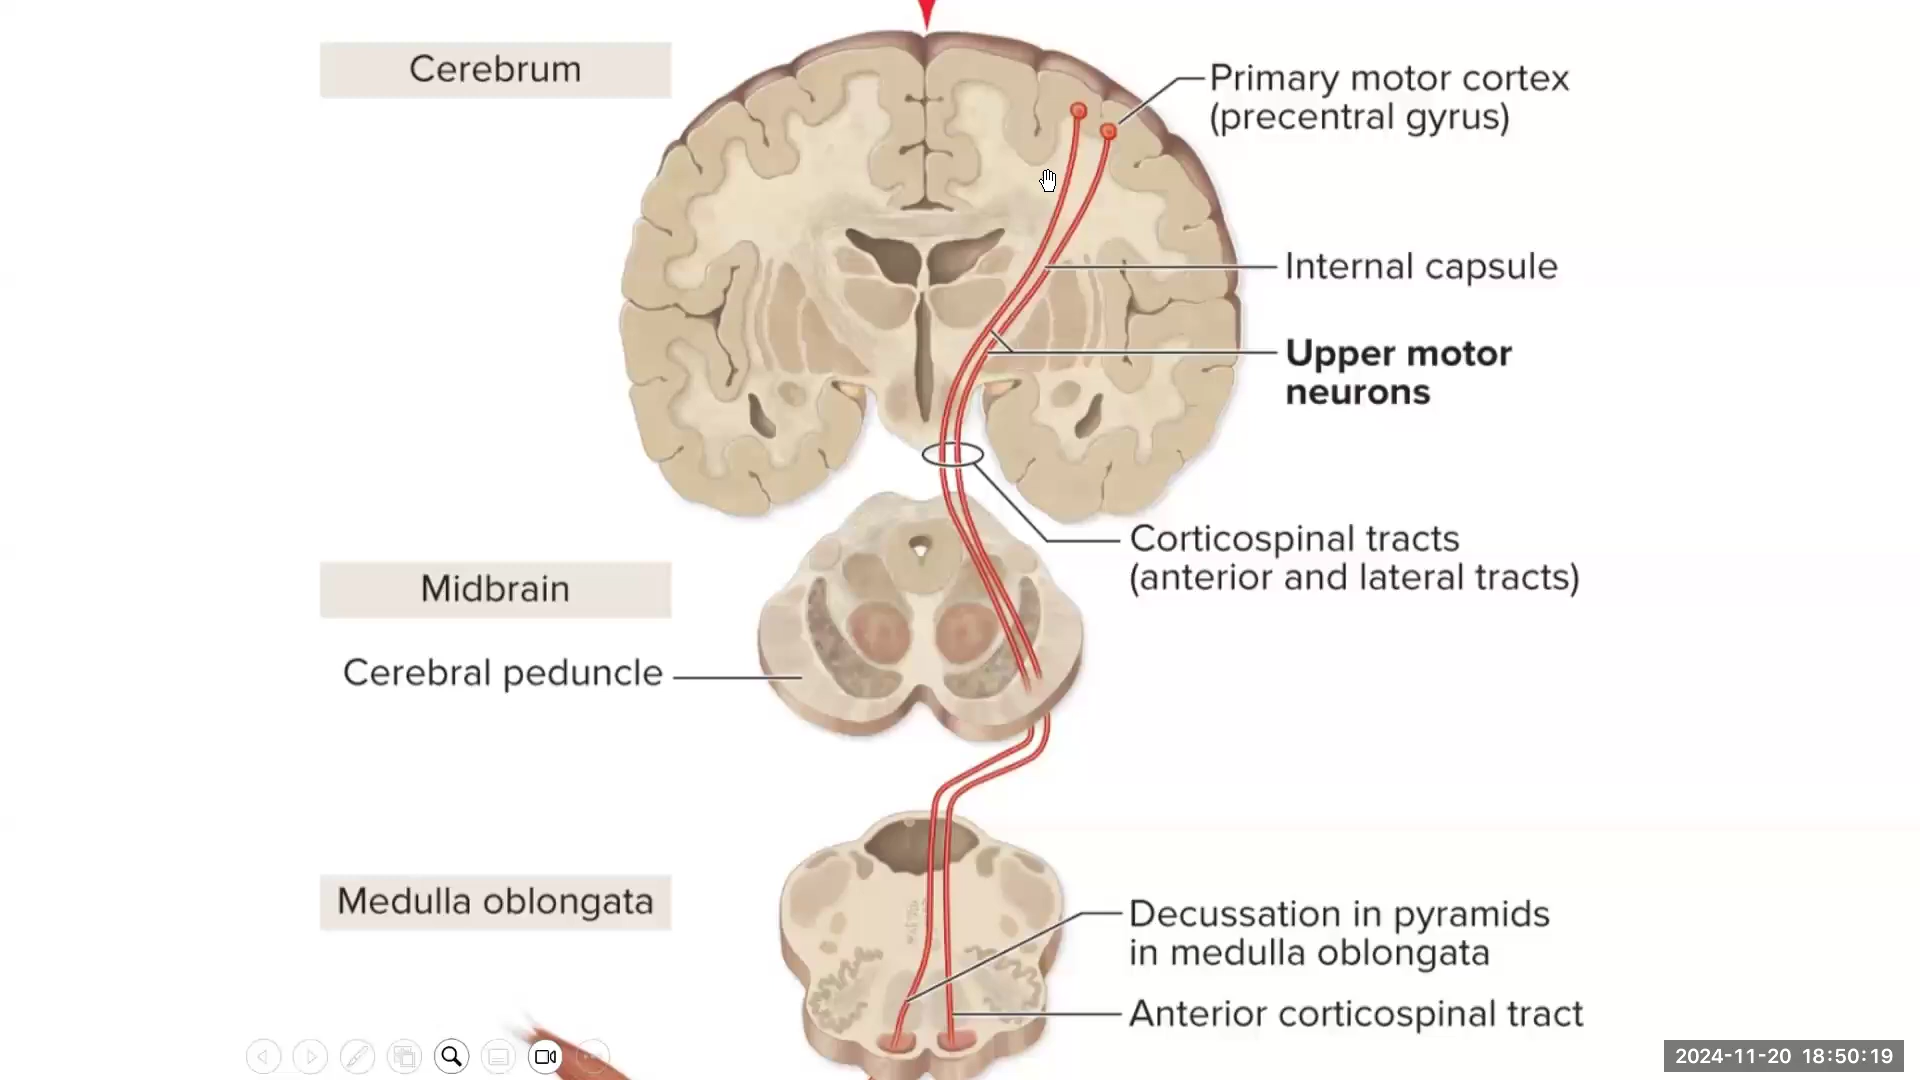 Cerebrum
Primary motor cortex
(precentral gyrus)
Internal capsule
Upper motor
neurons
Corticospinal tracts
(anterior and lateral tracts)
Midbrain
Cerebral peduncle
Medulla oblongata
Decussation in pyramids
in medulla oblongata
Anterior corticospinal tract
2024-11-20 18:50:19